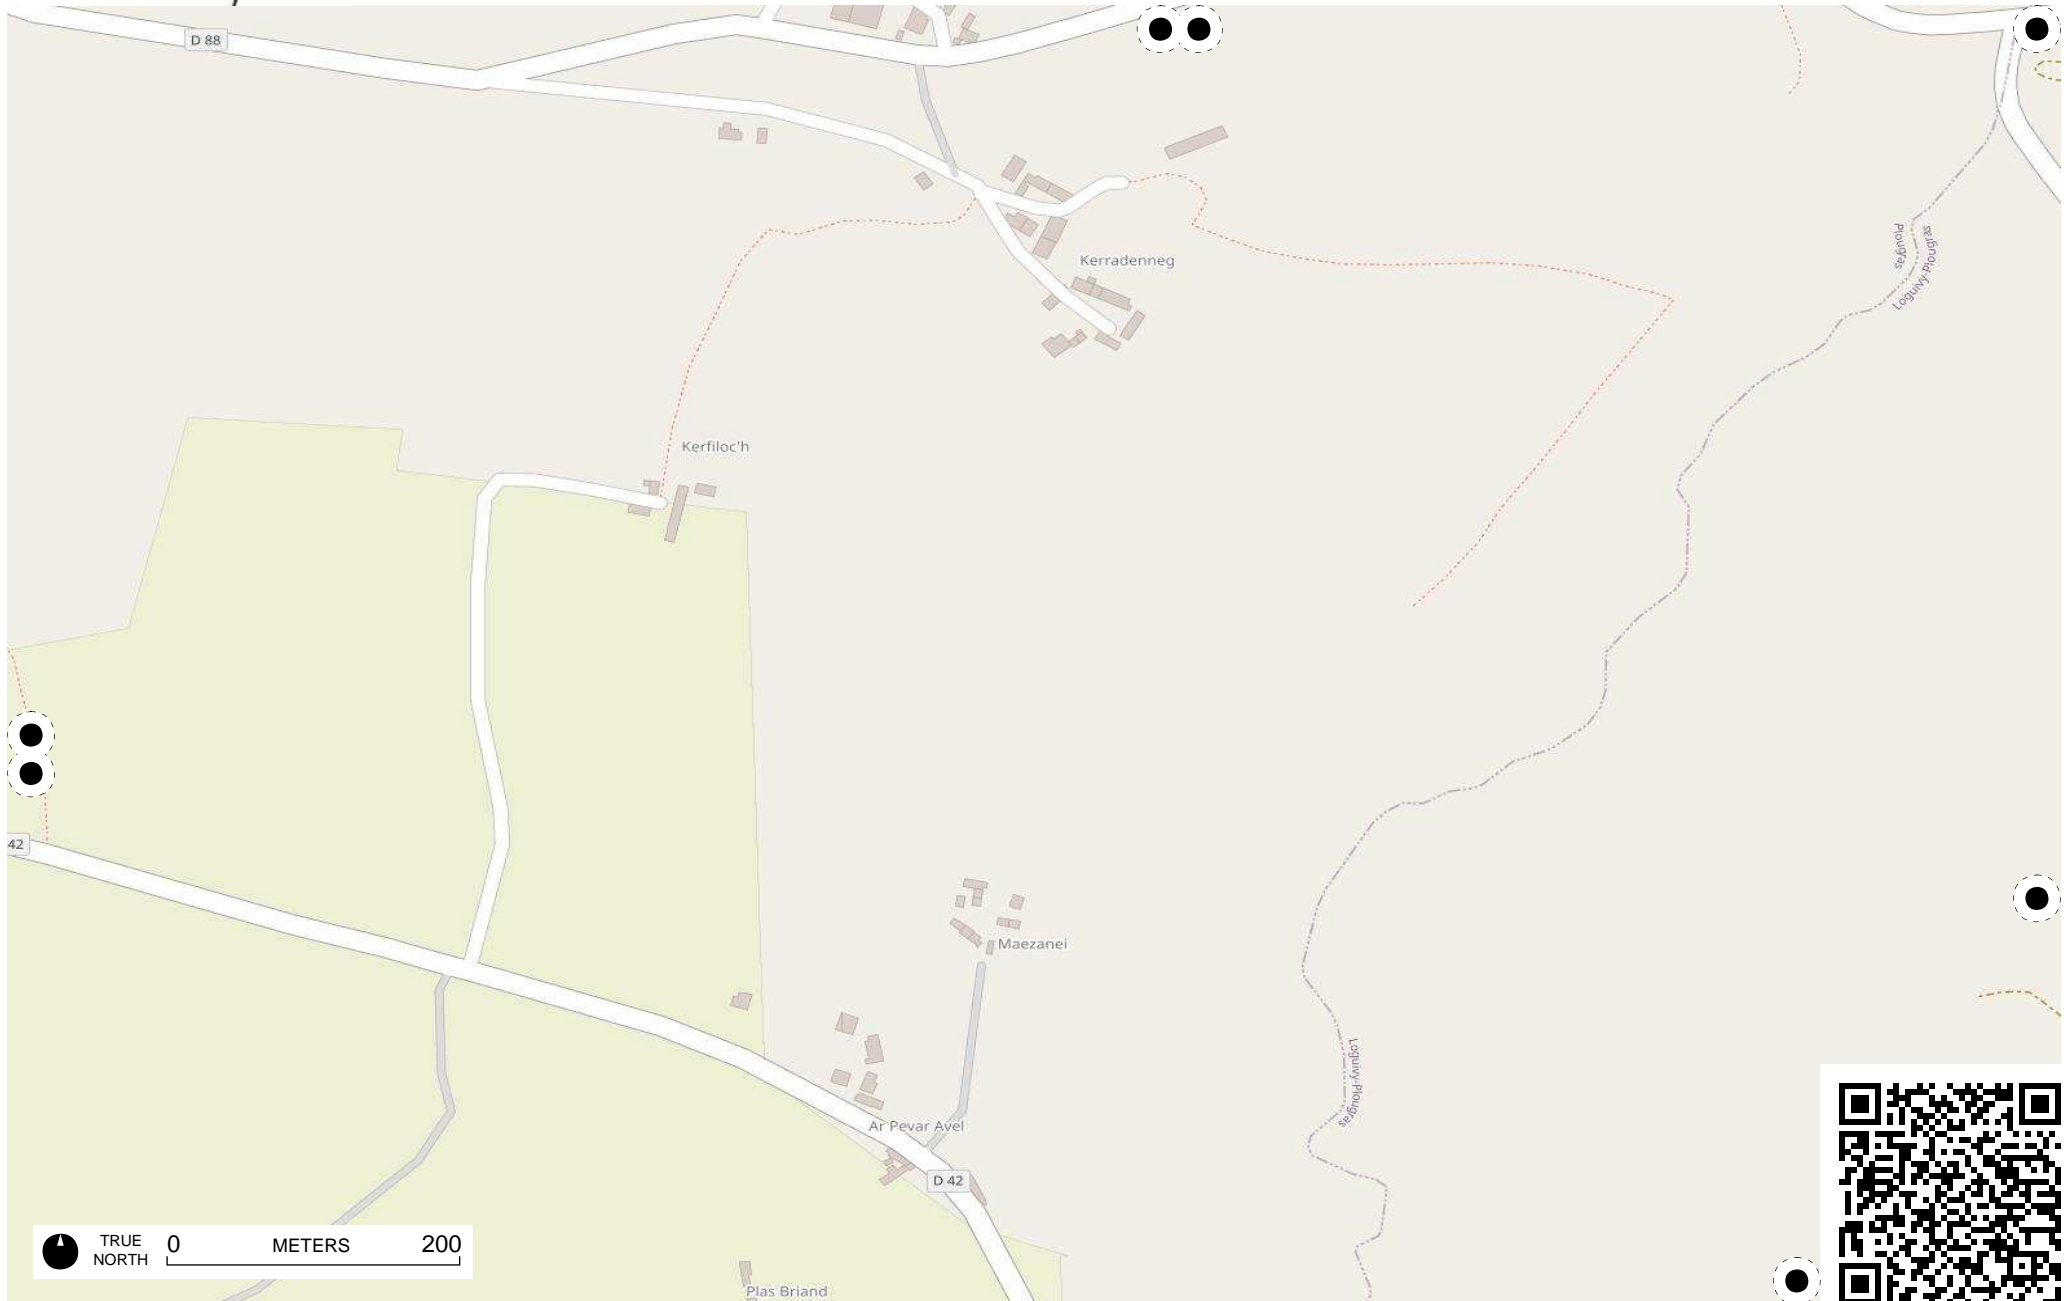 D 88
Kerradenneg
Plougras
Loguivy-Plougras
Kerfiloc'h
42
Maezanei
Loguivy-Plougras
Ar Pevar Avel
D 42
TRUE
NORTH
0 METERS 200
Plas Briand